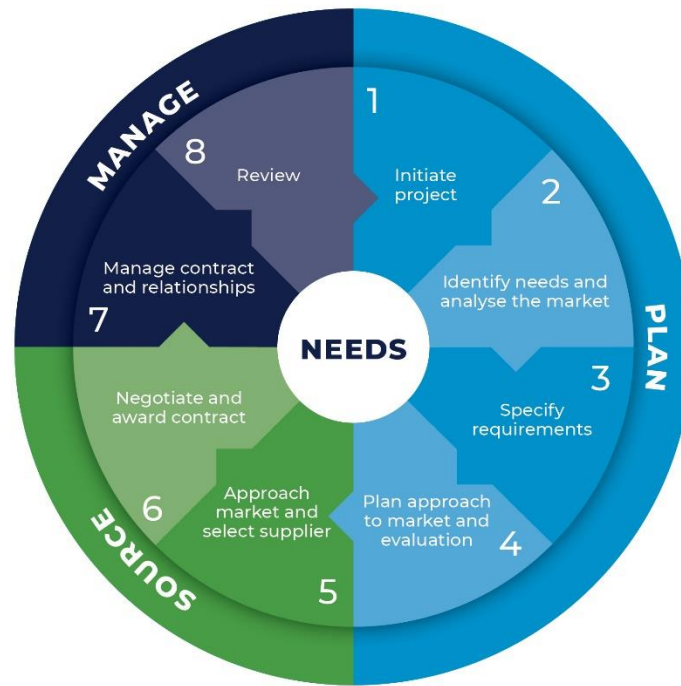 MANAGE
PLAN
SOURCE
NEEDS
1
Initiate
project
2
Identify needs and
analyse the market
3
Specify
requirements
4
Plan approach
to market and
evaluation
5
Approach
market and
select supplier
6
Negotiate and
award contract
7
Manage contract
and relationships
8
Review